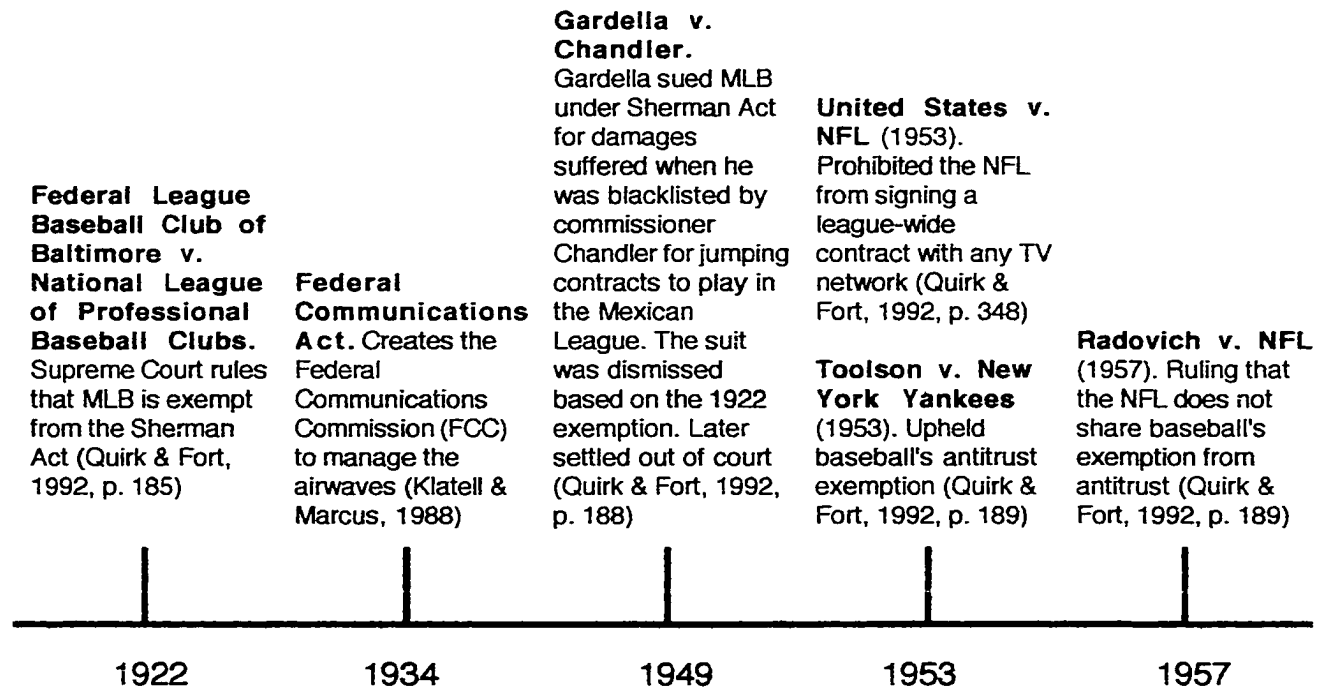 Federal League
Baseball Club of
Baltimore v.
National League
of Professional
Baseball Clubs.
Supreme Court rules
that MLB is exempt
from the Sherman
Act (Quirk & Fort,
1992, p. 185)
Federal
Communications
Act. Creates the
Federal
Communications
Commission (FCC)
to manage the
airwaves (Klatell &
Marcus, 1988)
Gardella v.
Chandler.
Gardella sued MLB
under Sherman Act
for damages
suffered when he
was blacklisted by
commissioner
Chandler for jumping
contracts to play in
the Mexican
League. The suit
was dismissed
based on the 1922
exemption. Later
settled out of court
(Quirk & Fort, 1992,
p. 188)
United States v.
NFL (1953).
Prohibited the NFL
from signing a
league-wide
contract with any TV
network (Quirk &
Fort, 1992, p. 348)
Toolson v. New
York Yankees
(1953). Upheld
baseball's antitrust
exemption (Quirk &
Fort, 1992, p. 189)
Radovich v. NFL
(1957). Ruling that
the NFL does not
share baseball's
exemption from
antitrust (Quirk &
Fort, 1992, p. 189)
1922
1934
1949
1953
1957